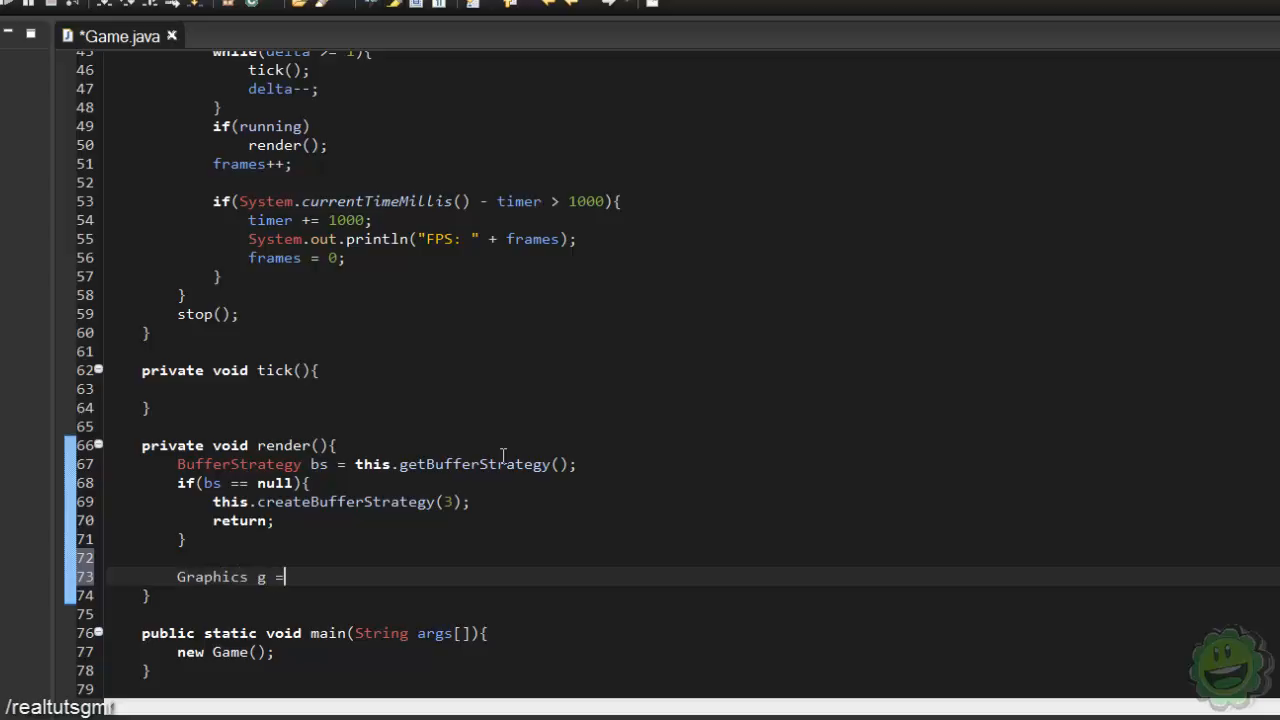 *Game.java
45 while(delta >= 1){
46 tick();
47 delta--;
48 }
49 if(running)
50 render();
51 frames++;
52
53 if(System.currentTimeMillis() - timer > 1000){
54 timer += 1000;
55 System.out.println("FPS: " + frames);
56 frames = 0;
57 }
58 }
59 stop();
60 }
61
62 private void tick(){
63
64 }
65
66 private void render(){
67 BufferStrategy bs = this.getBufferStrategy();
68 if(bs == null){
69 this.createBufferStrategy(3);
70 return;
71 }
72
73 Graphics g =
74 }
75
76 public static void main(String args[]){
77 new Game();
78 }
79
/realtutsgml